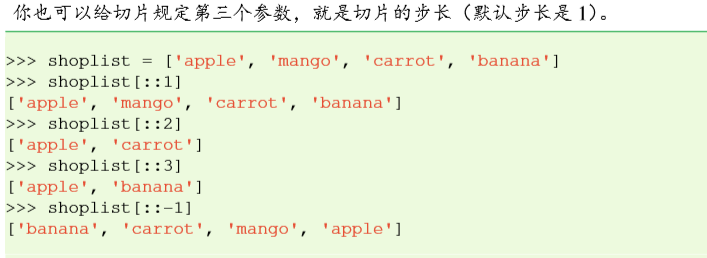 你也可以给切片规定第三个参数，就是切片的步长（默认步长是 1）。
>>> shoplist = ['apple', 'mango', 'carrot', 'banana']
>>> shoplist[::1]
['apple', 'mango', 'carrot', 'banana']
>>> shoplist[::2]
['apple', 'carrot']
>>> shoplist[::3]
['apple', 'banana']
>>> shoplist[::-1]
['banana', 'carrot', 'mango', 'apple']